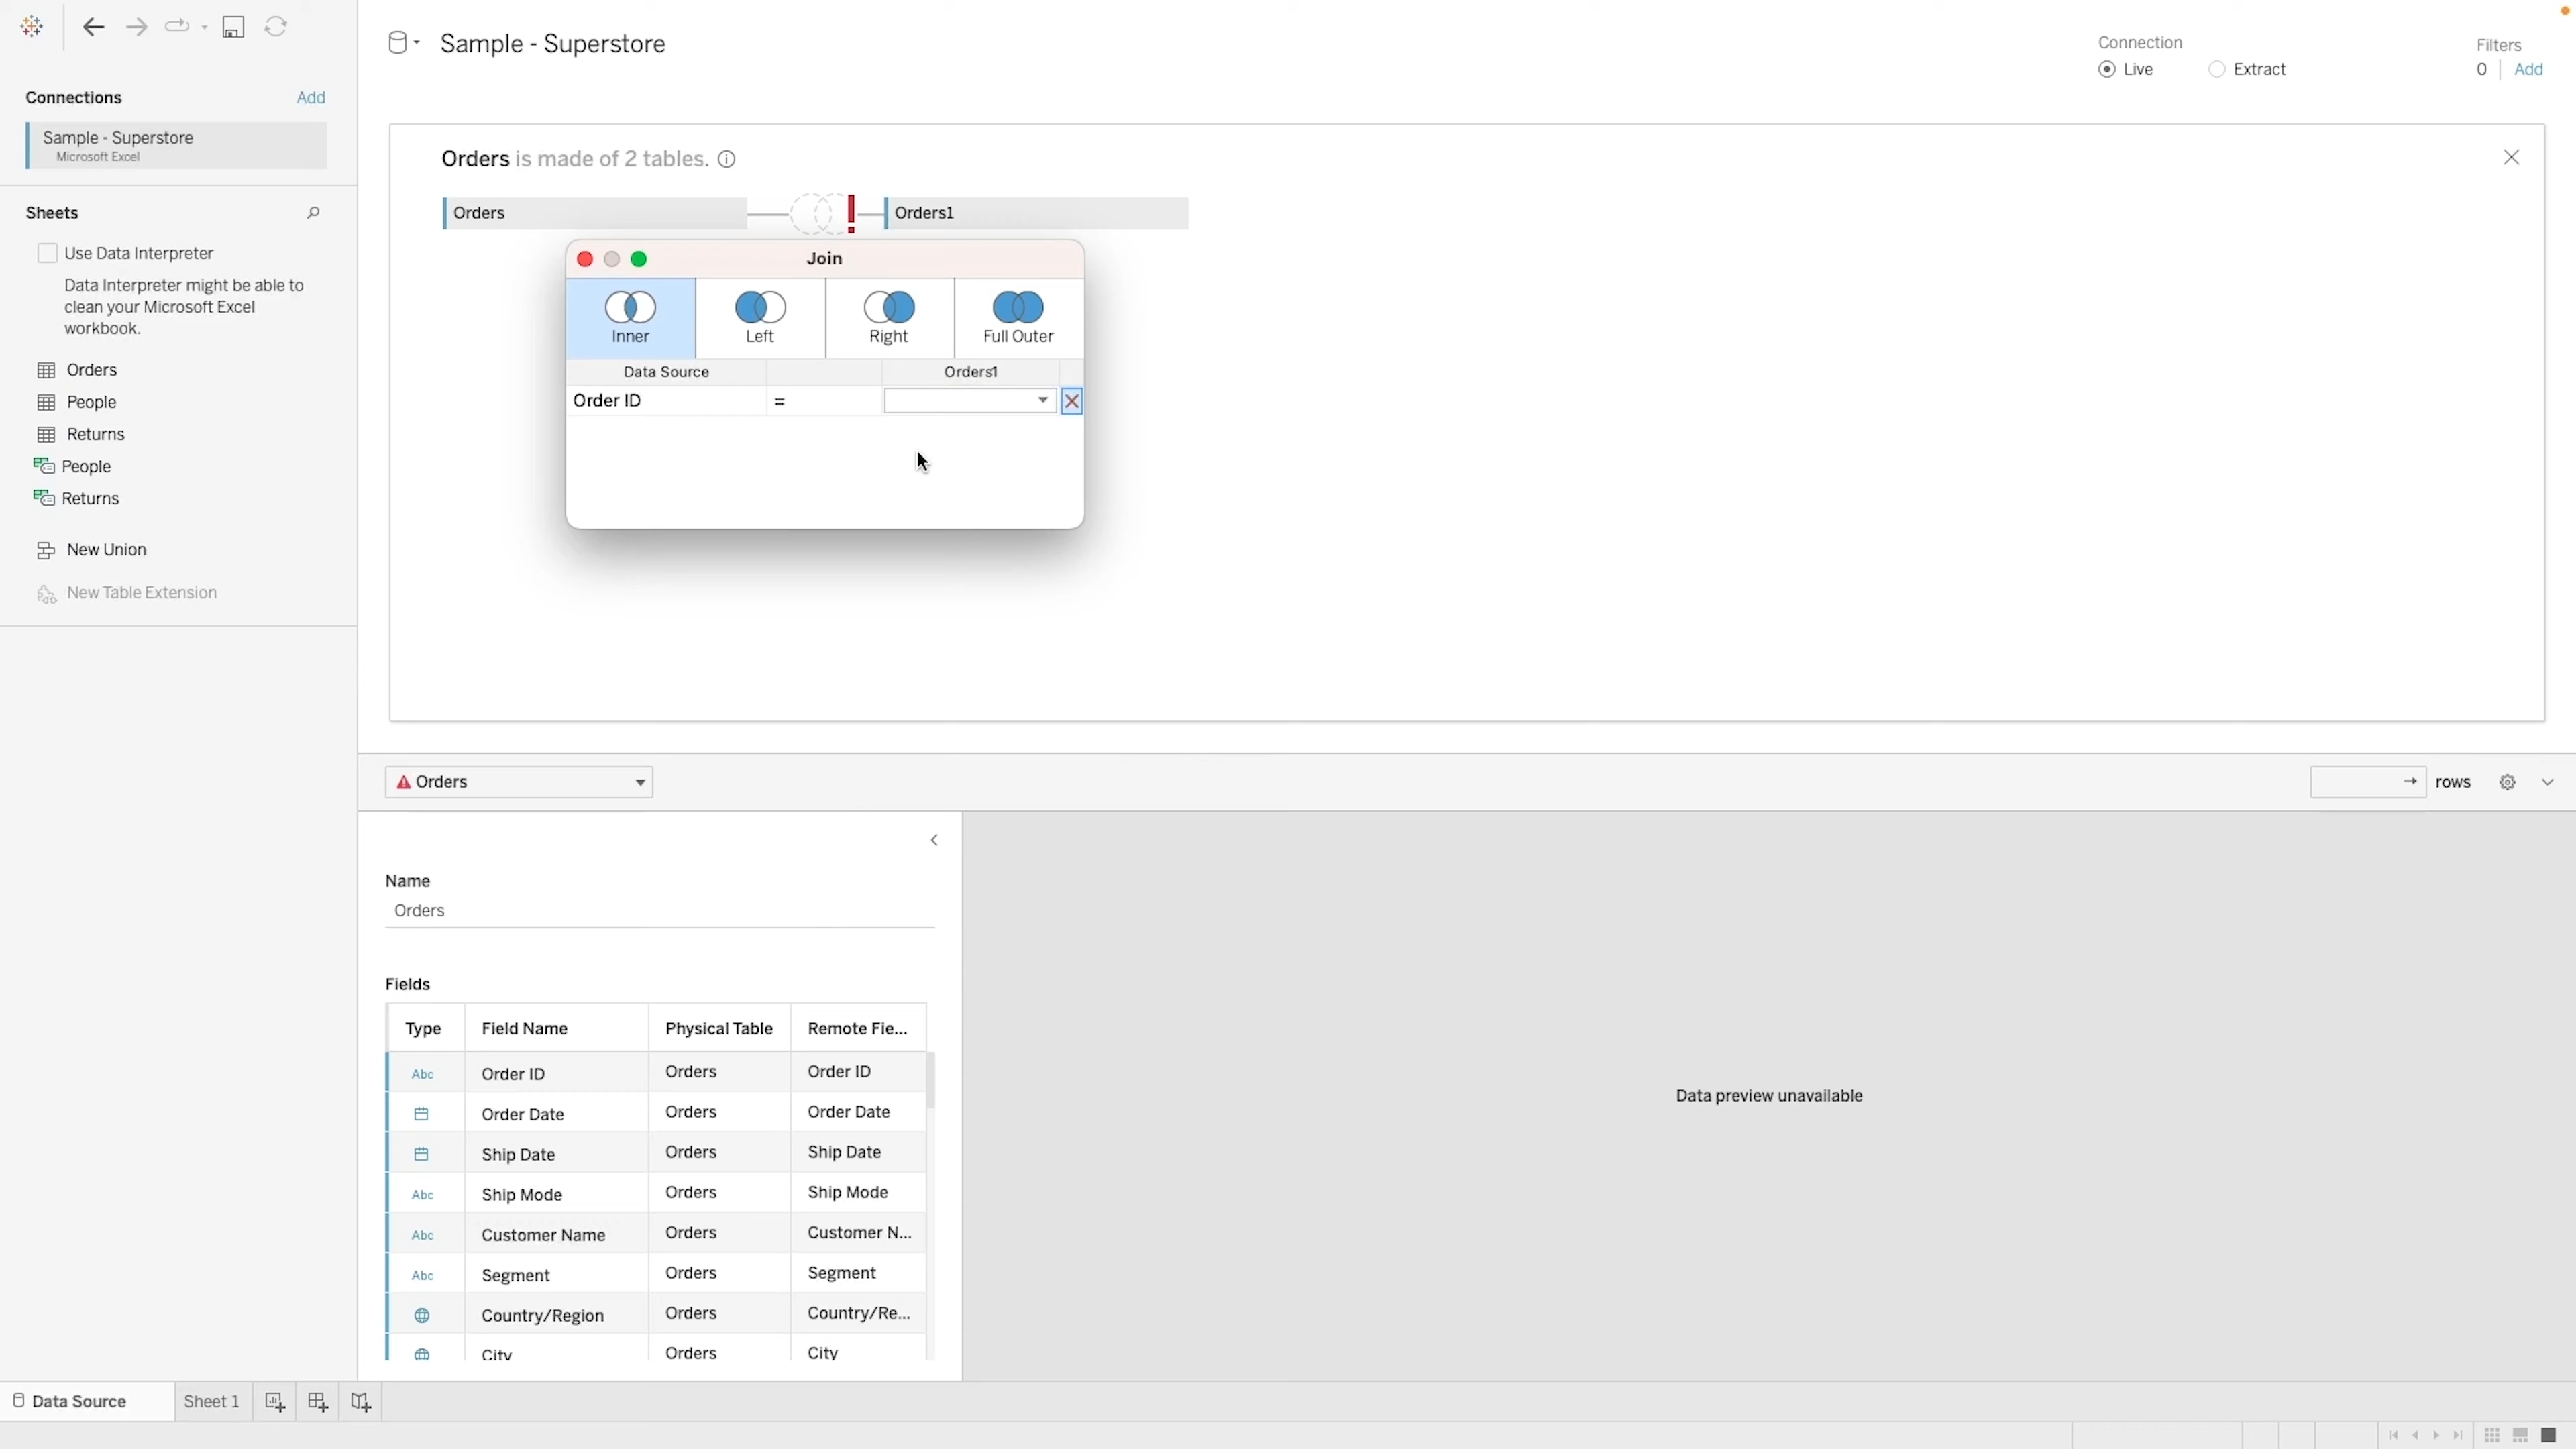 Sample - Superstore
Connection
Live
Extract
Filters
0
Add
Connections
Add
Sample - Superstore
Microsoft Excel
Sheets
Use Data Interpreter
Data Interpreter might be able to
clean your Microsoft Excel
workbook.
Orders
People
Returns
People
Returns
New Union
New Table Extension
Orders is made of 2 tables.
Orders
Orders1
Join
Inner
Left
Right
Full Outer
Data Source
Orders1
Order ID
=
Orders
rows
Name
Orders
Fields
Type Field Name Physical Table Remote Fie...
Abc Order ID Orders Order ID
Order Date Orders Order Date
Ship Date Orders Ship Date
Abc Ship Mode Orders Ship Mode
Abc Customer Name Orders Customer N...
Abc Segment Orders Segment
Country/Region Orders Country/Re...
City Orders City
Data preview unavailable
Data Source
Sheet 1